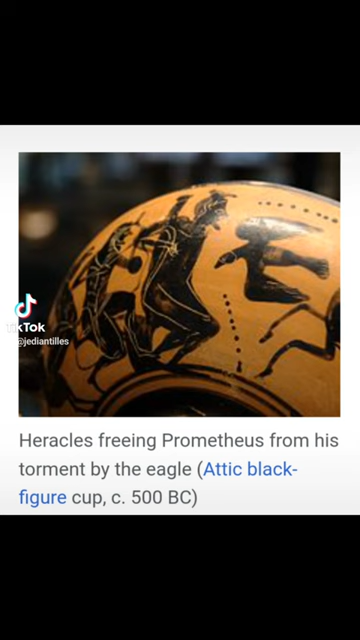 TikTok
@jediantilles
Heracles freeing Prometheus from his
torment by the eagle (Attic black-
figure cup, c. 500 BC)